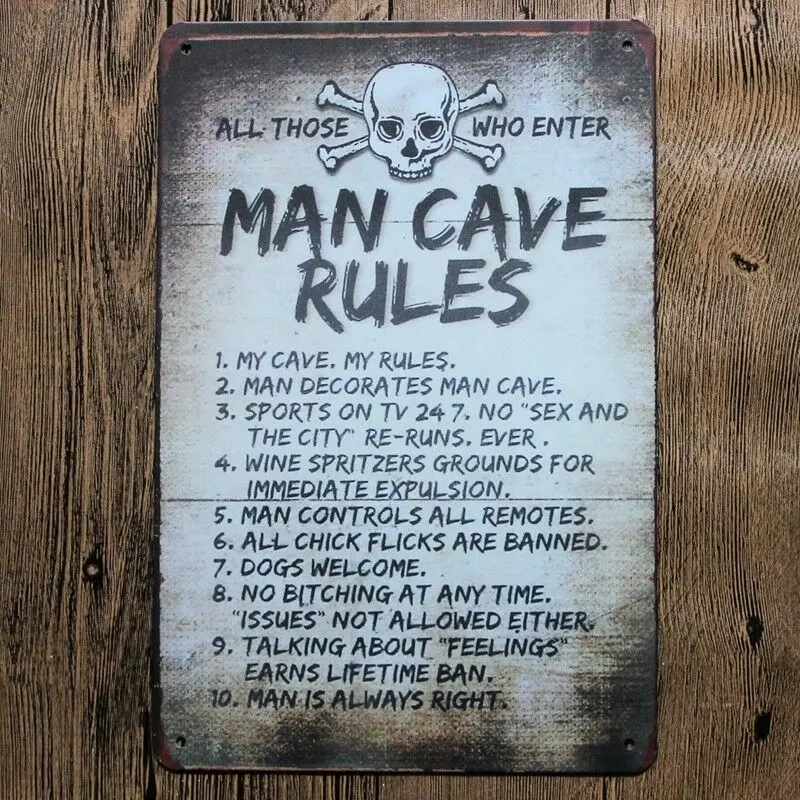 ALL THOSE WHO ENTER
MAN CAVE
RULES
1. MY CAVE. MY RULES.
2. MAN DECORATES MAN CAVE.
3. SPORTS ON TV 24 7. NO "SEX AND
THE CITY" RE-RUNS. EVER .
4. WINE SPRITZERS GROUNDS FOR
IMMEDIATE EXPULSION.
5. MAN CONTROLS ALL REMOTES.
6. ALL CHICK FLICKS ARE BANNED.
7. DOGS WELCOME.
8. NO BITCHING AT ANY TIME.
"ISSUES" NOT ALLOWED EITHER.
9. TALKING ABOUT "FEELINGS"
EARNS LIFETIME BAN.
10. MAN IS ALWAYS RIGHT.